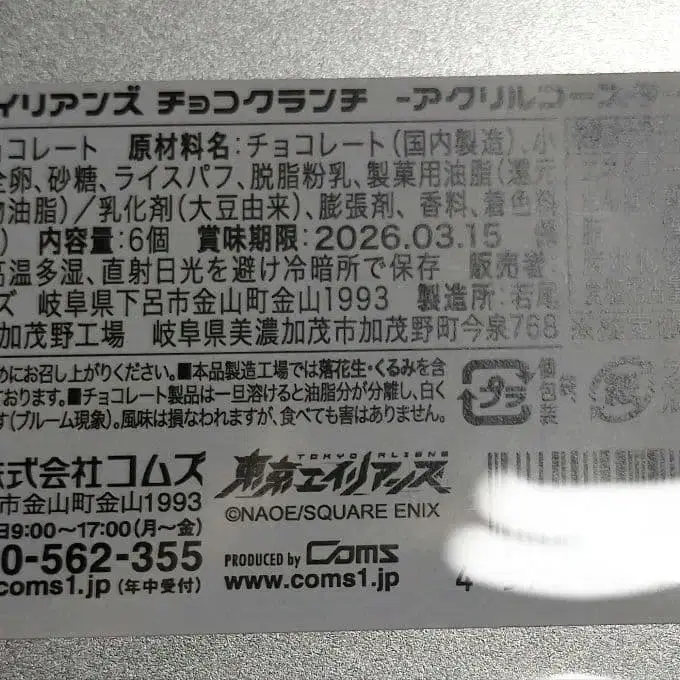 イリアンズ チョコクランチ -アクリルコースター
ョコレート 原材料名:チョコレート(国内製造)、小
全卵、砂糖、ライスパフ、脱脂粉乳、製菓用油脂(還元
物油脂)/乳化剤(大豆由来)、膨張剤、香料、着色料
) 内容量:6個 賞味期限:2026.03.15 保
高温多湿、直射日光を避け冷暗所で保存 販売者:
ズ 岐阜県下呂市金山町金山1993 製造所:若尾
加茂野工場 岐阜県美濃加茂市加茂野町今泉768
めにお召し上がりください。■本品製造工場では落花生・くるみを含
ております。■チョコレート製品は一旦溶けると油脂分が分離し、白く
す(ブルーム現象)。風味は損なわれますが、食べても害はありません。
プラ
個包装
株式会社コムズ
市金山町金山1993
日9:00〜17:00(月〜金)
0-562-355
coms1.jp(年中受付)
TOKYO ALIENS
東京エイリアンズ
©NAOE/SQUARE ENIX
PRODUCED by Coms
www.coms1.jp
4